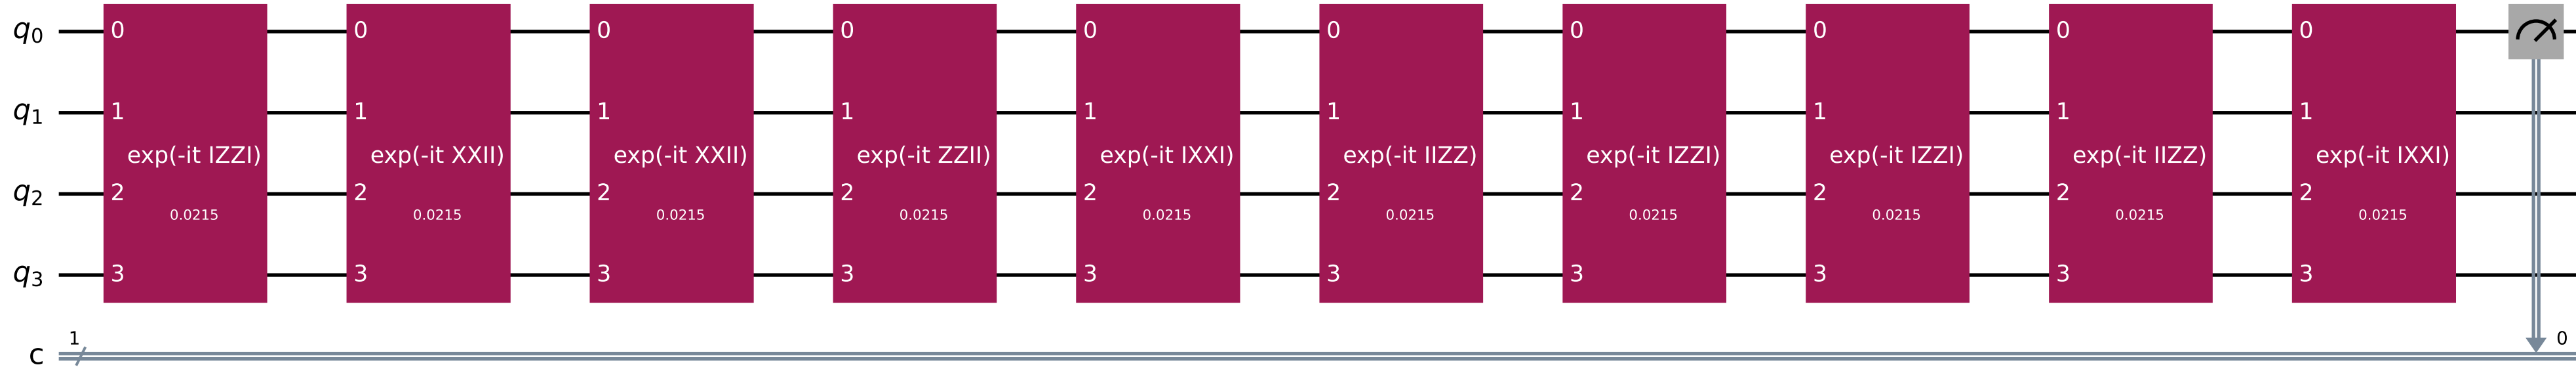 q0 0 0 0 0 0 0 0 0 0 0
q1 1 1 1 1 1 1 1 1 1 1
exp(-it IZZI) exp(-it XXII) exp(-it XXII) exp(-it ZZII) exp(-it IXXI) exp(-it IIZZ) exp(-it IZZI) exp(-it IZZI) exp(-it IIZZ) exp(-it IXXI)
q2 2 2 2 2 2 2 2 2 2 2
0.0215 0.0215 0.0215 0.0215 0.0215 0.0215 0.0215 0.0215 0.0215 0.0215
q3 3 3 3 3 3 3 3 3 3 3
1 0
c